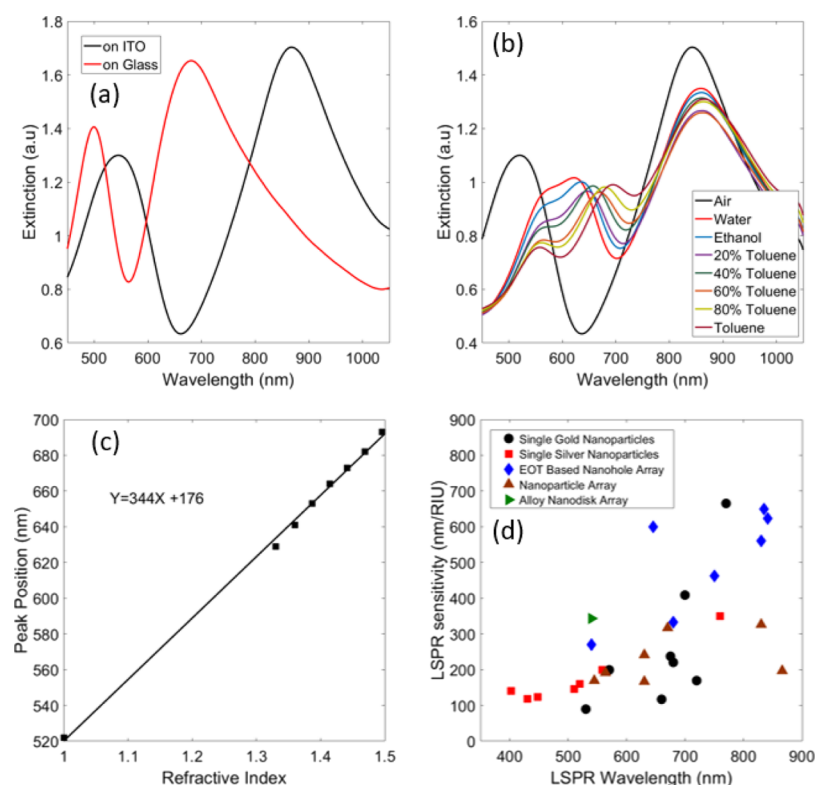 1.8
1.6
1.4
1.2
1
0.8
0.6
Extinction (a.u)
on ITO
on Glass
(a)
500 600 700 800 900 1000
Wavelength (nm)
1.6
1.4
1.2
1
0.8
0.6
0.4
Extinction (a.u)
(b)
Air
Water
Ethanol
20% Toluene
40% Toluene
60% Toluene
80% Toluene
Toluene
500 600 700 800 900 1000
Wavelength (nm)
700
680
660
640
620
600
580
560
540
520
Peak Position (nm)
(c)
Y=344X +176
1 1.1 1.2 1.3 1.4 1.5
Refractive Index
900
800
700
600
500
400
300
200
100
0
LSPR sensitivity (nm/RIU)
Single Gold Nanoparticles
Single Silver Nanoparticles
EOT Based Nanohole Array
Nanoparticle Array
Alloy Nanodisk Array
(d)
400 500 600 700 800 900
LSPR Wavelength (nm)